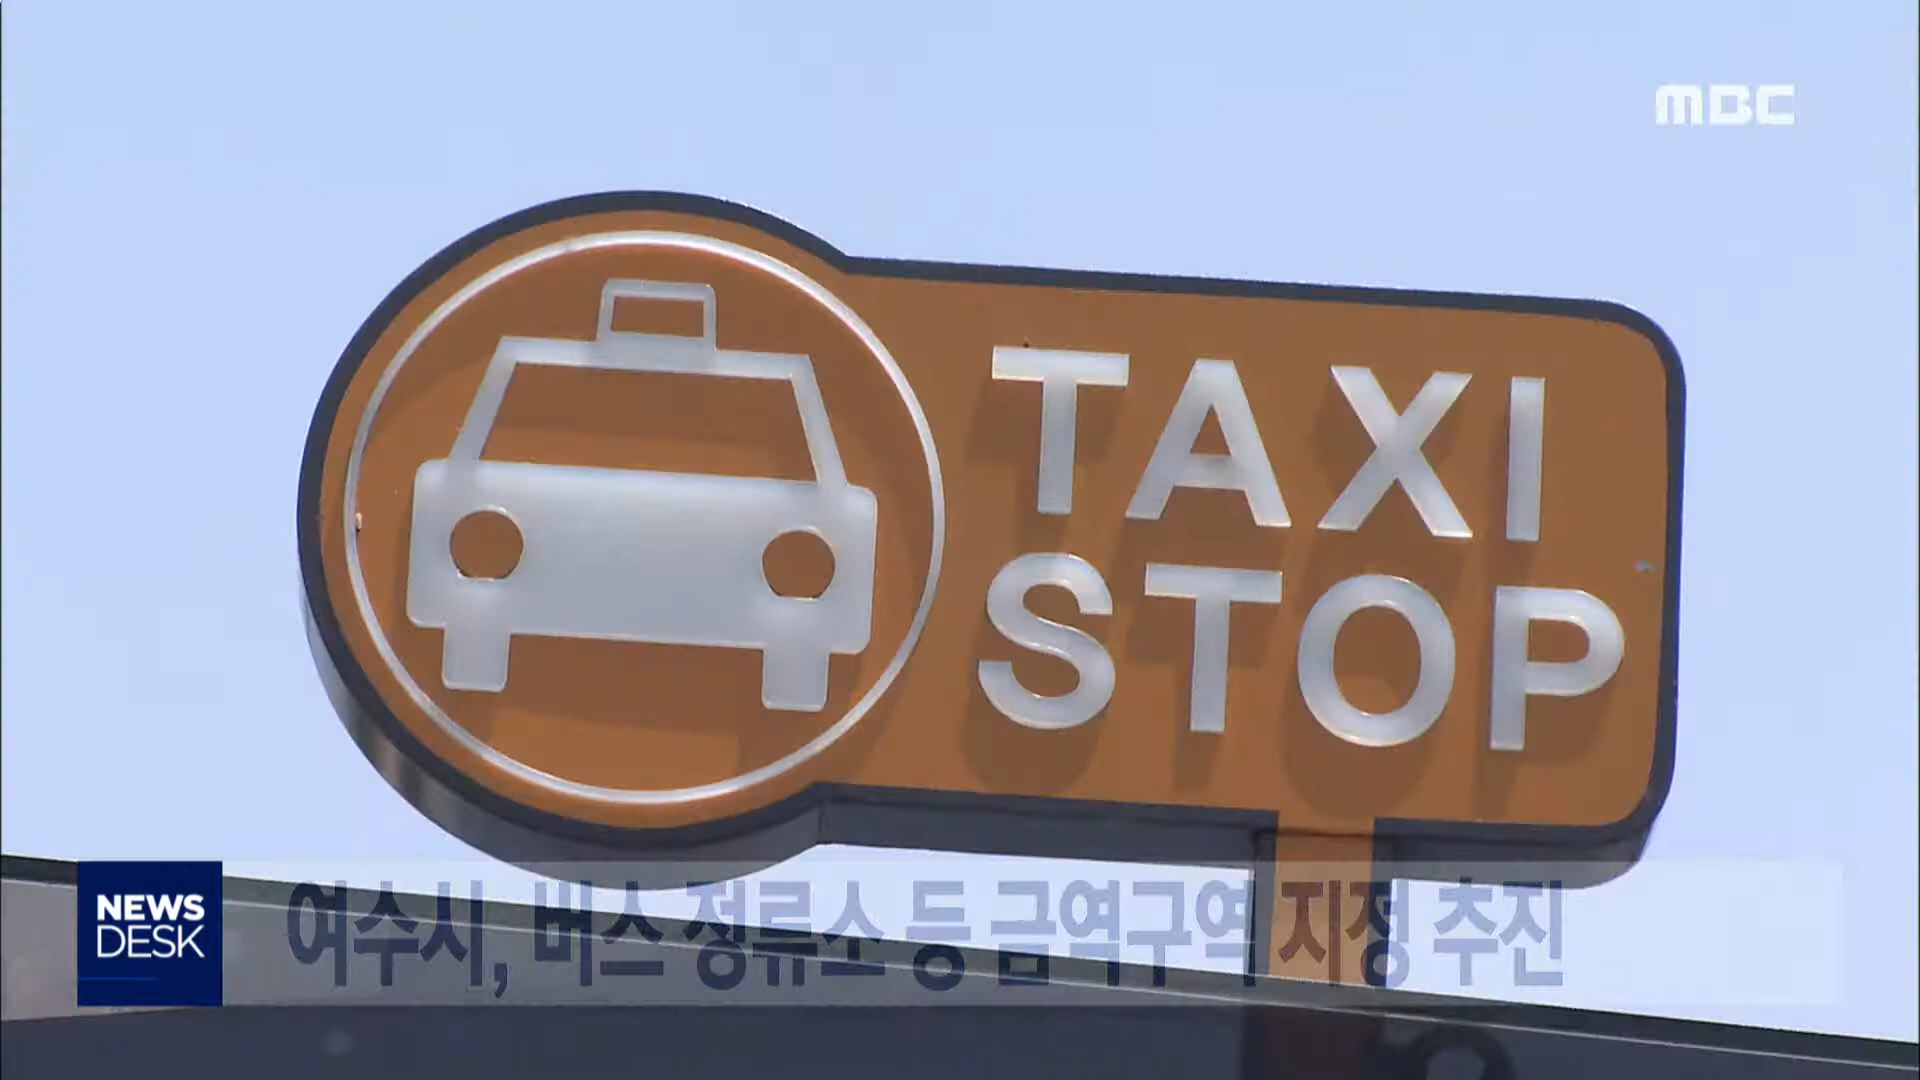 MBC
TAXI
STOP
NEWS
DESK
여수시, 버스 정류소 등 금역구역 지정 추진